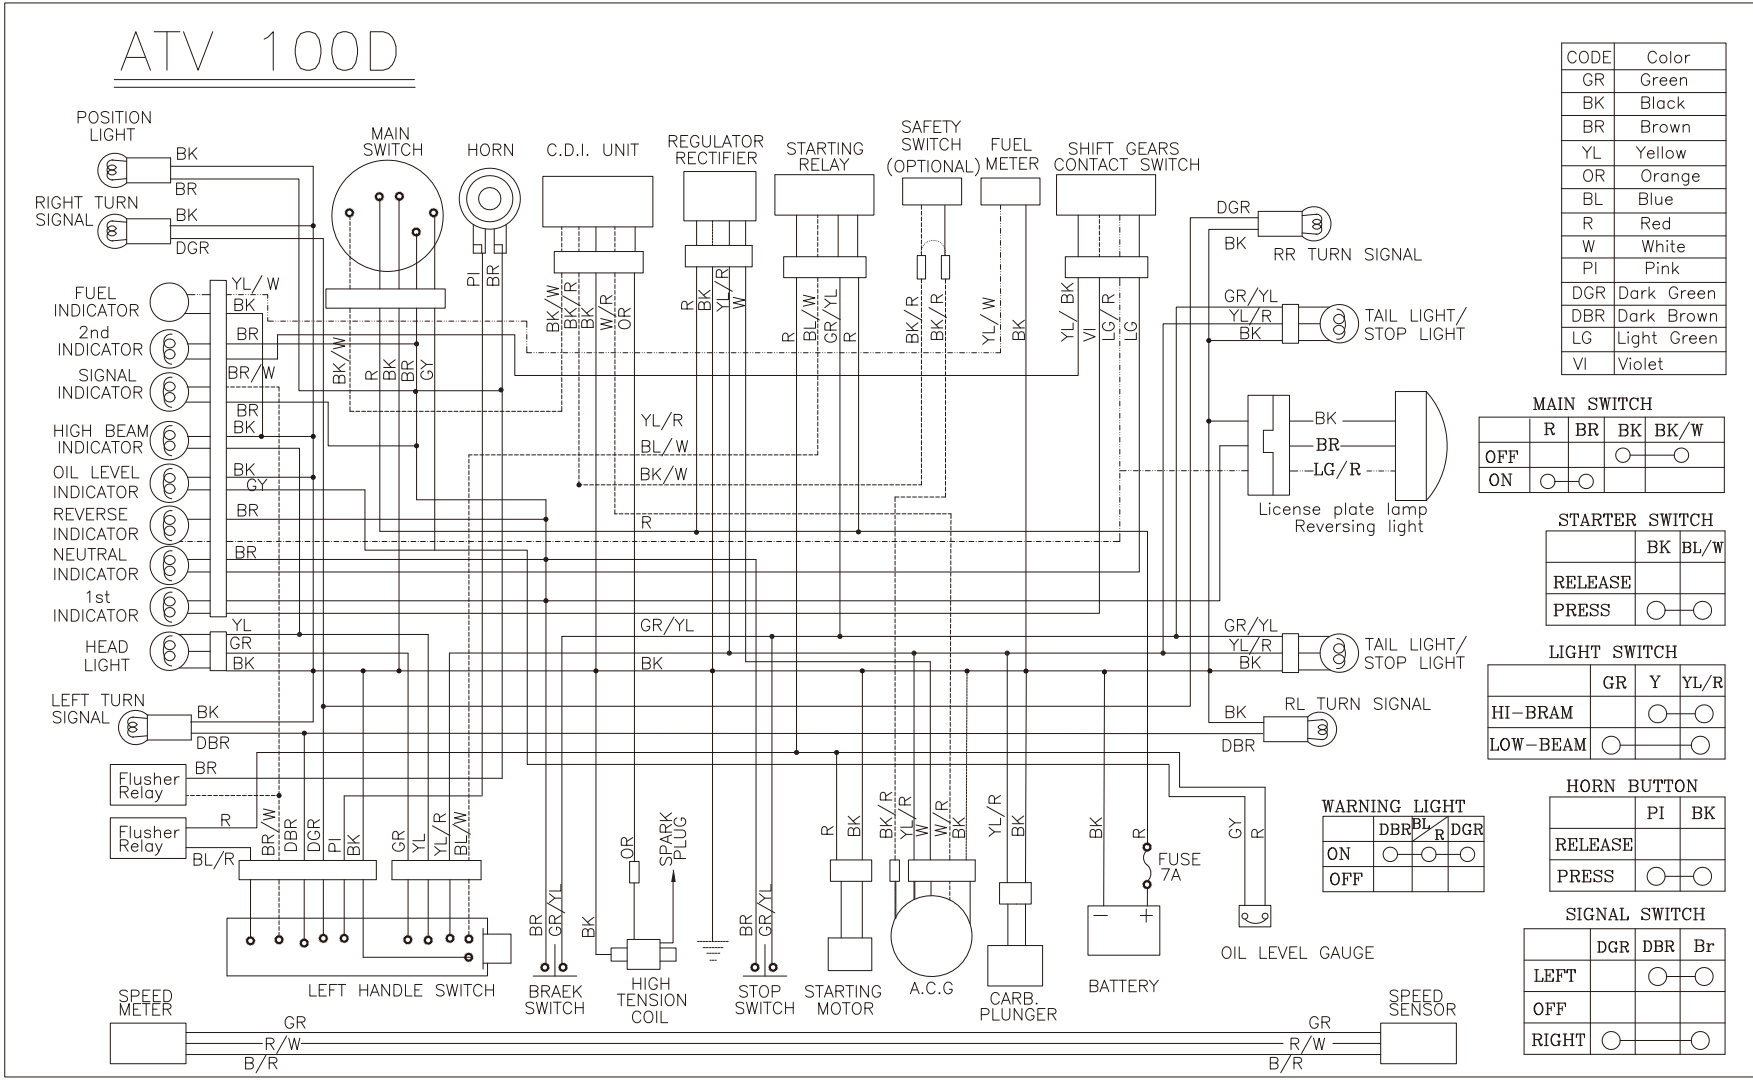 ATV 100D
POSITION
LIGHT
BK
BR
RIGHT TURN
SIGNAL
BK
DGR
MAIN
SWITCH
HORN
C.D.I. UNIT
REGULATOR
RECTIFIER
STARTING
RELAY
SAFETY
SWITCH
(OPTIONAL)
FUEL
METER
SHIFT GEARS
CONTACT SWITCH
CODE Color
GR Green
BK Black
BR Brown
YL Yellow
OR Orange
BL Blue
R Red
W White
PI Pink
DGR Dark Green
DBR Dark Brown
LG Light Green
VI Violet
DGR
BK
RR TURN SIGNAL
GR/YL
YL/R
BK
TAIL LIGHT/
STOP LIGHT
FUEL
INDICATOR
YL/W
BK
2nd
INDICATOR
BR
SIGNAL
INDICATOR
BR/W
BR
HIGH BEAM
INDICATOR
BK
OIL LEVEL
INDICATOR
BK
GY
REVERSE
INDICATOR
BR
NEUTRAL
INDICATOR
BR
1st
INDICATOR
HEAD
LIGHT
YL
GR
BK
BK/W
R
BK
BR
GY
PI
BR
BK/W
BK/R
BK
W/R
OR
R
BK
YL/R
W
R
BL/W
GR/YL
R
BK/R
BK/R
YL/W
BK
YL/BK
VI
LG/R
LG
YL/R
BL/W
BK/W
R
GR/YL
BK
BK
BR
LG/R
License plate lamp
Reversing light
MAIN SWITCH
R BR BK BK/W
OFF
ON
STARTER SWITCH
BK BL/W
RELEASE
PRESS
GR/YL
YL/R
BK
TAIL LIGHT/
STOP LIGHT
LIGHT SWITCH
GR Y YL/R
HI-BRAM
LOW-BEAM
LEFT TURN
SIGNAL
BK
DBR
BK
DBR
RL TURN SIGNAL
Flusher
Relay
BR
Flusher
Relay
R
BL/R
BR/W
DBR
DGR
PI
BK
GR
YL
YL/R
BL/W
LEFT HANDLE SWITCH
BR
GR/YL
BRAEK
SWITCH
BK
OR
SPARK
PLUG
HIGH
TENSION
COIL
BR
GR/YL
STOP
SWITCH
R
BK
STARTING
MOTOR
BK/R
YL/R
W
W/R
BK
A.C.G
YL/R
BK
CARB.
PLUNGER
BK
R
FUSE
7A
− +
BATTERY
GY
R
OIL LEVEL GAUGE
WARNING LIGHT
DBR BL/R DGR
ON
OFF
HORN BUTTON
PI BK
RELEASE
PRESS
SIGNAL SWITCH
DGR DBR Br
LEFT
OFF
RIGHT
SPEED
METER
GR
R/W
B/R
GR
R/W
B/R
SPEED
SENSOR